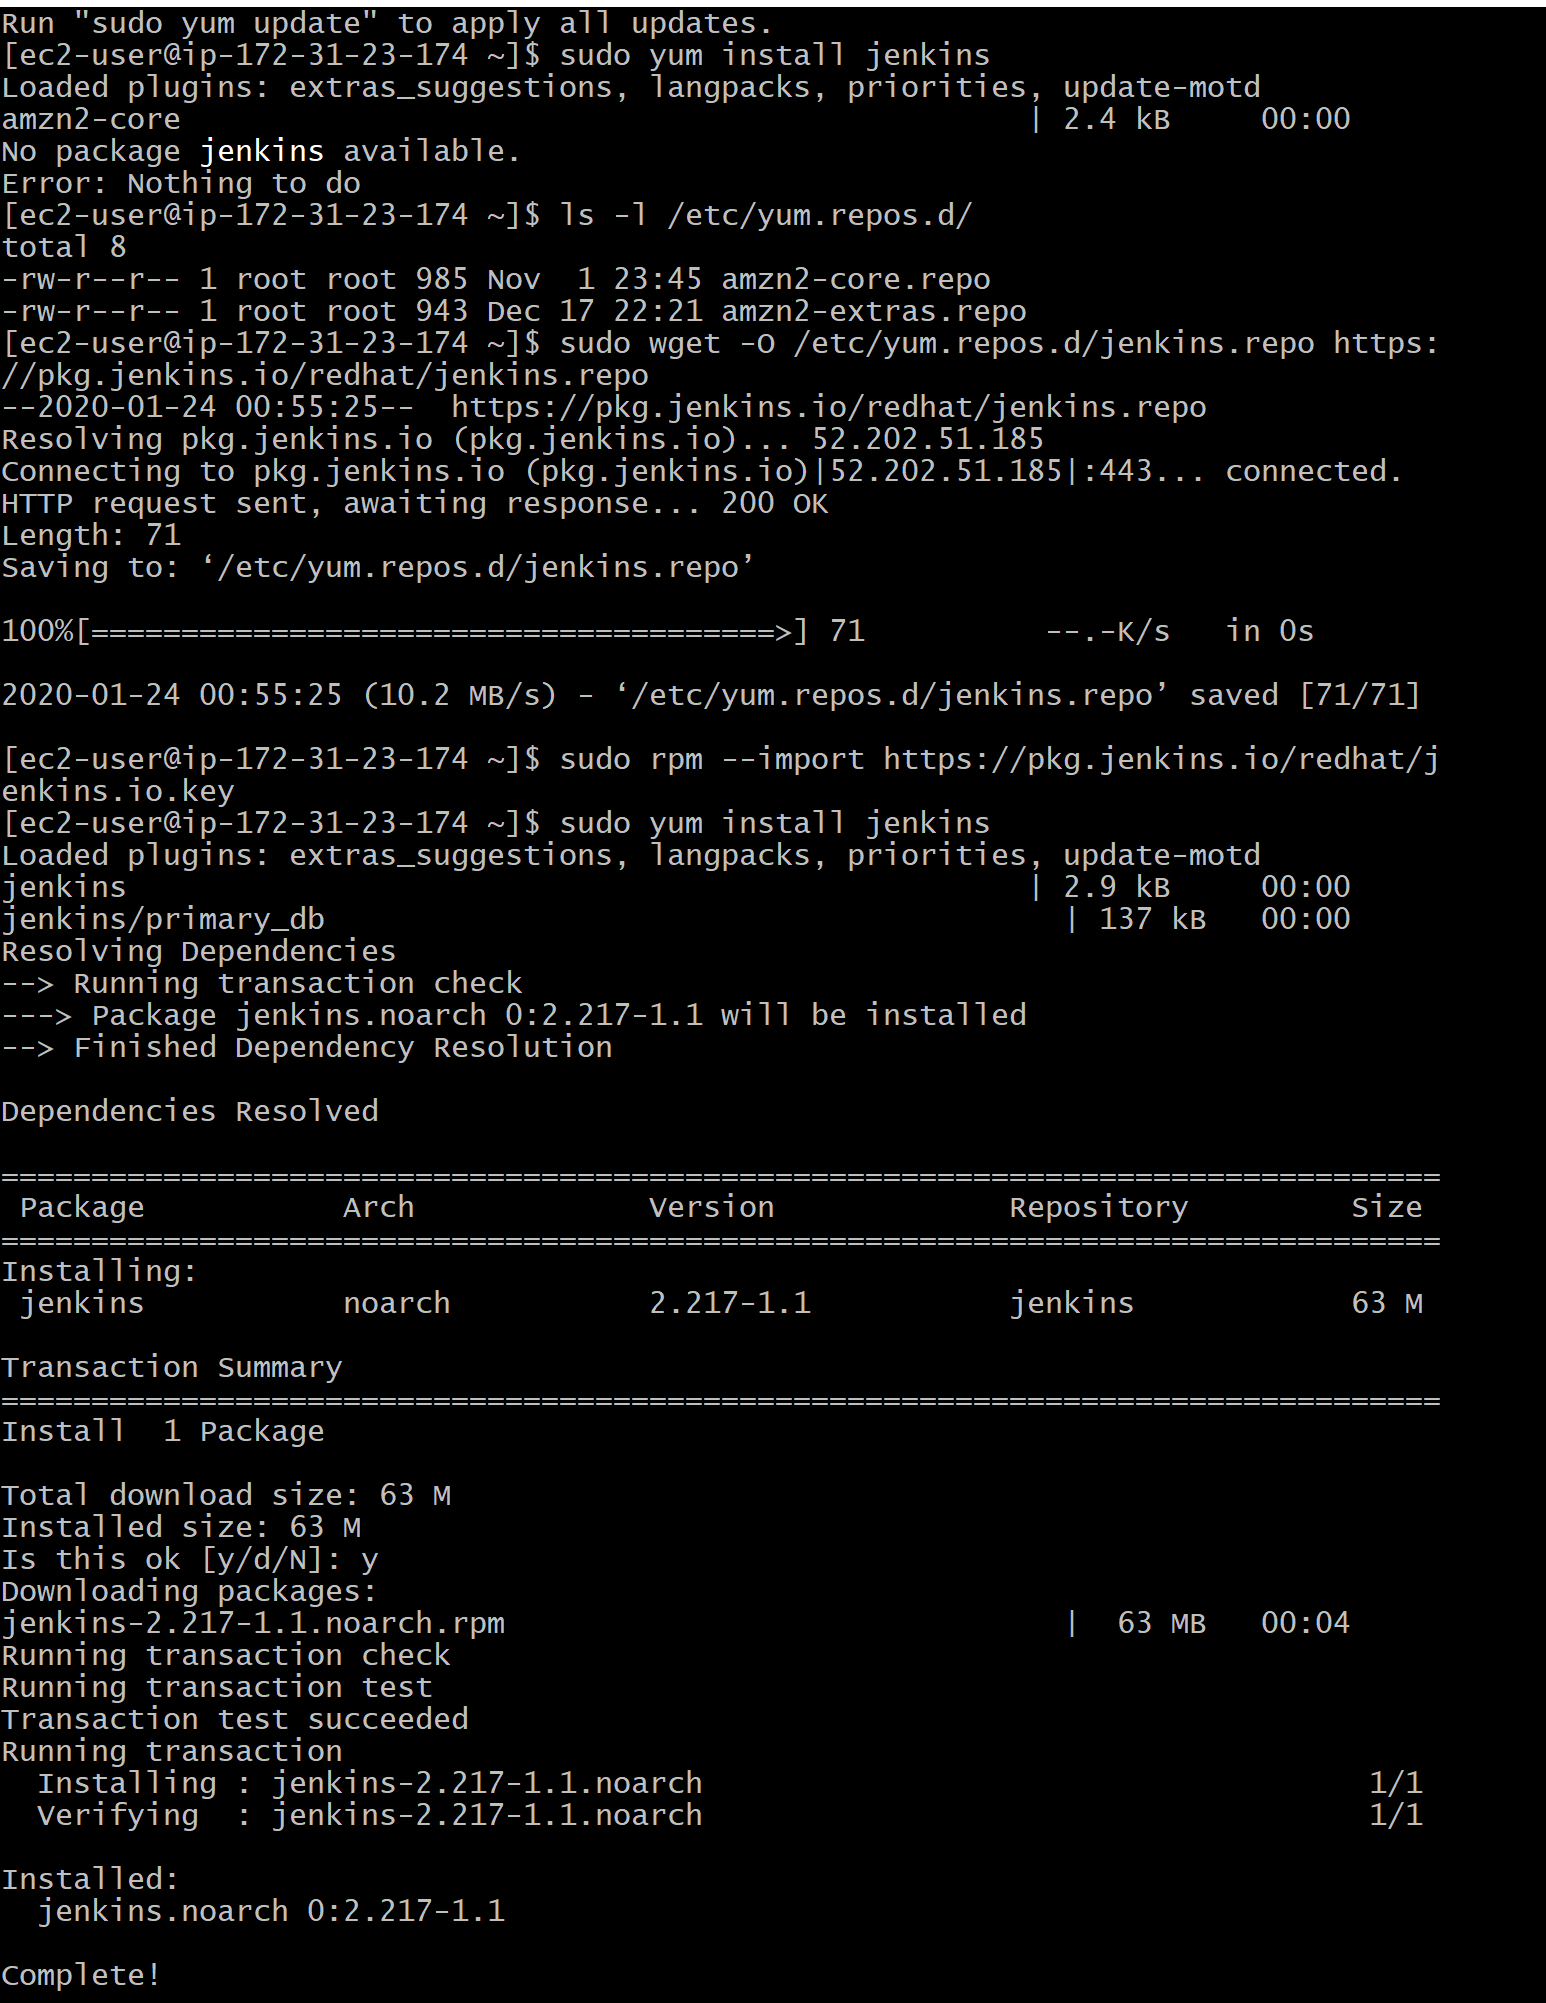 Run "sudo yum update" to apply all updates.
[ec2-user@ip-172-31-23-174 ~]$ sudo yum install jenkins
Loaded plugins: extras_suggestions, langpacks, priorities, update-motd
amzn2-core                                               | 2.4 kB     00:00
No package jenkins available.
Error: Nothing to do
[ec2-user@ip-172-31-23-174 ~]$ ls -l /etc/yum.repos.d/
total 8
-rw-r--r-- 1 root root 985 Nov  1 23:45 amzn2-core.repo
-rw-r--r-- 1 root root 943 Dec 17 22:21 amzn2-extras.repo
[ec2-user@ip-172-31-23-174 ~]$ sudo wget -O /etc/yum.repos.d/jenkins.repo https:
//pkg.jenkins.io/redhat/jenkins.repo
--2020-01-24 00:55:25--  https://pkg.jenkins.io/redhat/jenkins.repo
Resolving pkg.jenkins.io (pkg.jenkins.io)... 52.202.51.185
Connecting to pkg.jenkins.io (pkg.jenkins.io)|52.202.51.185|:443... connected.
HTTP request sent, awaiting response... 200 OK
Length: 71
Saving to: ‘/etc/yum.repos.d/jenkins.repo’
100%[======================================>] 71          --.-K/s   in 0s
2020-01-24 00:55:25 (10.2 MB/s) - ‘/etc/yum.repos.d/jenkins.repo’ saved [71/71]
[ec2-user@ip-172-31-23-174 ~]$ sudo rpm --import https://pkg.jenkins.io/redhat/j
enkins.io.key
[ec2-user@ip-172-31-23-174 ~]$ sudo yum install jenkins
Loaded plugins: extras_suggestions, langpacks, priorities, update-motd
jenkins                                                  | 2.9 kB     00:00
jenkins/primary_db                                         | 137 kB   00:00
Resolving Dependencies
--> Running transaction check
---> Package jenkins.noarch 0:2.217-1.1 will be installed
--> Finished Dependency Resolution
Dependencies Resolved
================================================================================
 Package           Arch             Version             Repository         Size
================================================================================
Installing:
 jenkins           noarch           2.217-1.1           jenkins            63 M
Transaction Summary
================================================================================
Install  1 Package
Total download size: 63 M
Installed size: 63 M
Is this ok [y/d/N]: y
Downloading packages:
jenkins-2.217-1.1.noarch.rpm                               |  63 MB   00:04
Running transaction check
Running transaction test
Transaction test succeeded
Running transaction
  Installing : jenkins-2.217-1.1.noarch                                     1/1
  Verifying  : jenkins-2.217-1.1.noarch                                     1/1
Installed:
  jenkins.noarch 0:2.217-1.1
Complete!